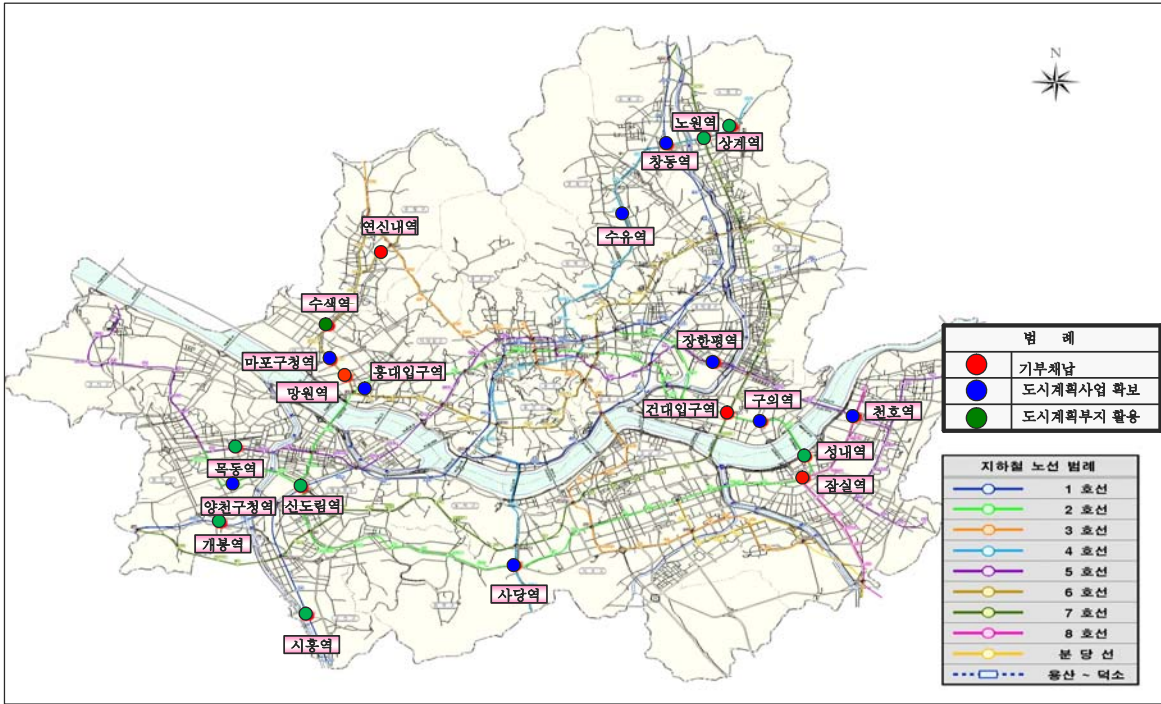 N
노원역
상계역
창동역
수유역
연신내역
수색역
마포구청역
홍대입구역
망원역
장한평역
건대입구역
구의역
천호역
성내역
잠실역
목동역
양천구청역
신도림역
개봉역
사당역
시흥역
범 례
기부채납
도시계획사업 확보
도시계획부지 활용
지하철 노선 범례
1 호선
2 호선
3 호선
4 호선
5 호선
6 호선
7 호선
8 호선
분 당 선
용산 ~ 덕소